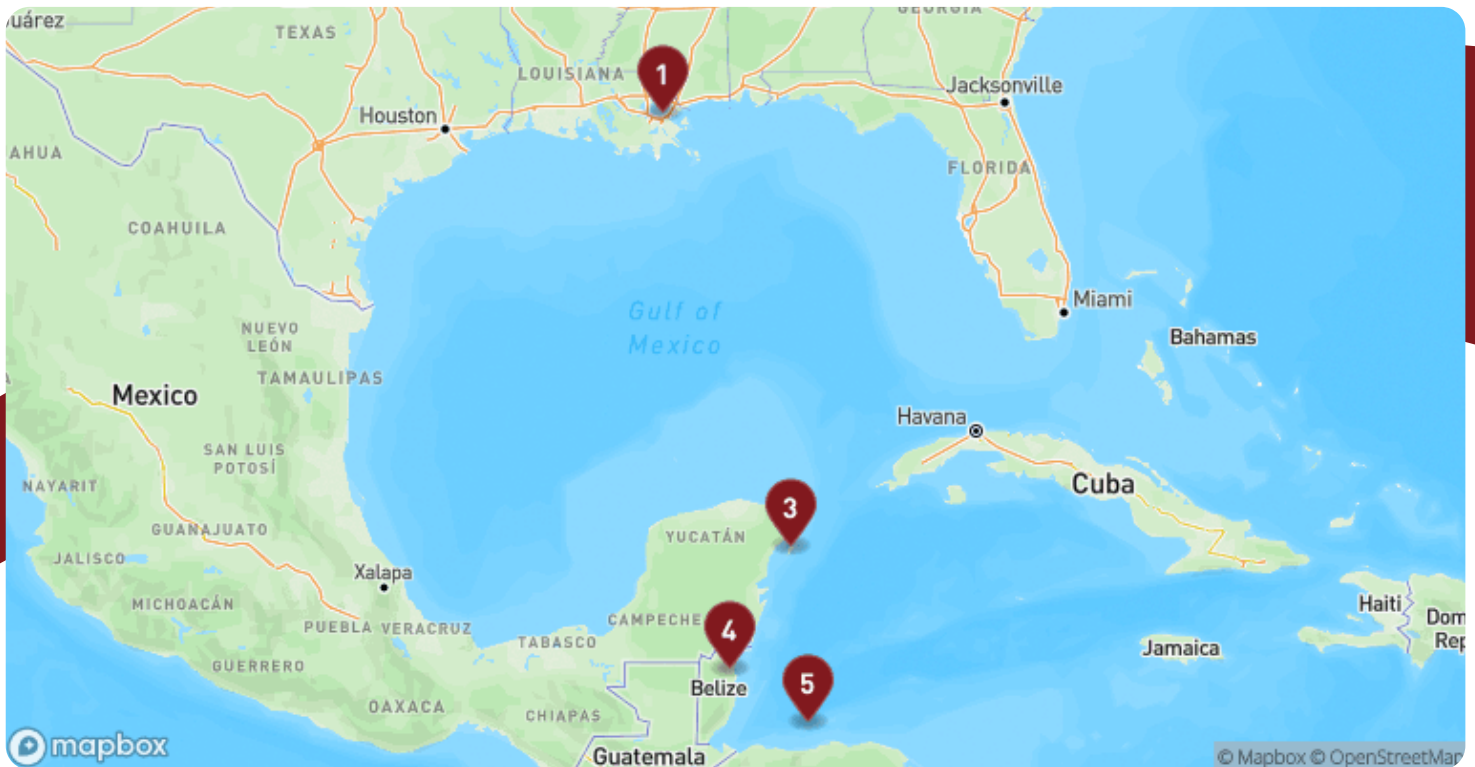 uárez
TEXAS
GEORGIA
LOUISIANA
1
Jacksonville
Houston
AHUA
FLORIDA
COAHUILA
Miami
Gulf of
Mexico
NUEVO
LEÓN
Bahamas
TAMAULIPAS
Mexico
Havana
SAN LUIS
POTOSÍ
NAYARIT
Cuba
3
GUANAJUATO
YUCATÁN
JALISCO
Xalapa
MICHOACÁN
Haiti
PUEBLA
VERACRUZ
CAMPECHE
Dom
Rep
4
TABASCO
Jamaica
GUERRERO
5
Belize
OAXACA
CHIAPAS
mapbox
Guatemala
© Mapbox © OpenStreetMap